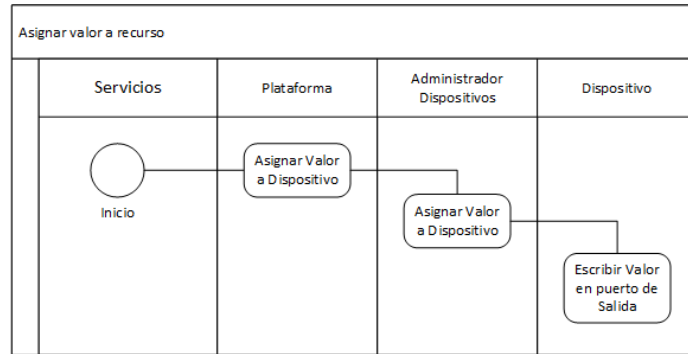 Asignar valor a recurso
Servicios
Plataforma
Administrador
Dispositivos
Dispositivo
Inicio
Asignar Valor
a Dispositivo
Asignar Valor
a Dispositivo
Escribir Valor
en puerto de
Salida